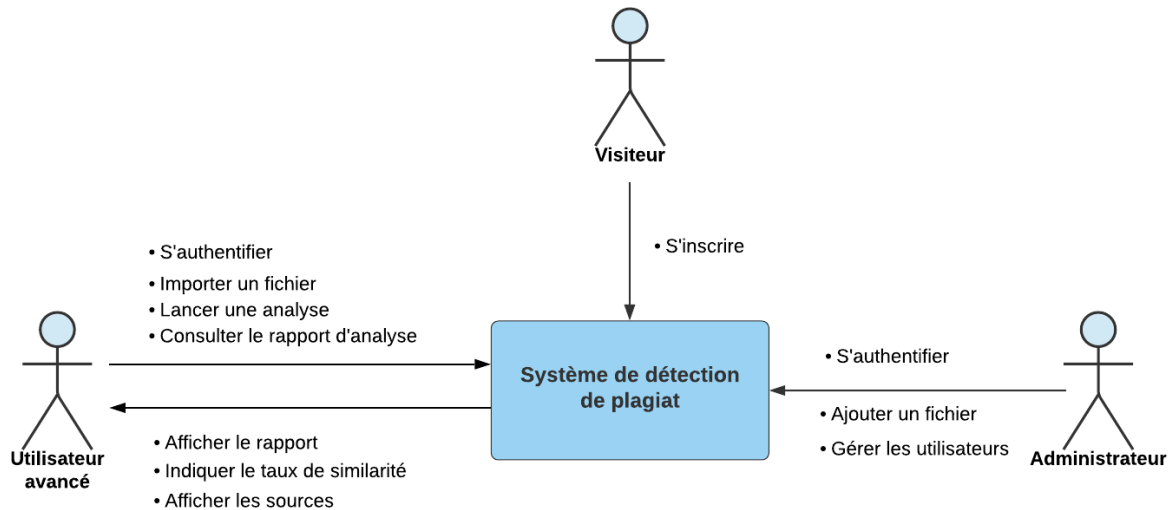 Visiteur
• S'inscrire
• S'authentifier
• Importer un fichier
• Lancer une analyse
• Consulter le rapport d'analyse
Système de détection
de plagiat
• S'authentifier
• Ajouter un fichier
• Gérer les utilisateurs
Administrateur
Utilisateur
avancé
• Afficher le rapport
• Indiquer le taux de similarité
• Afficher les sources